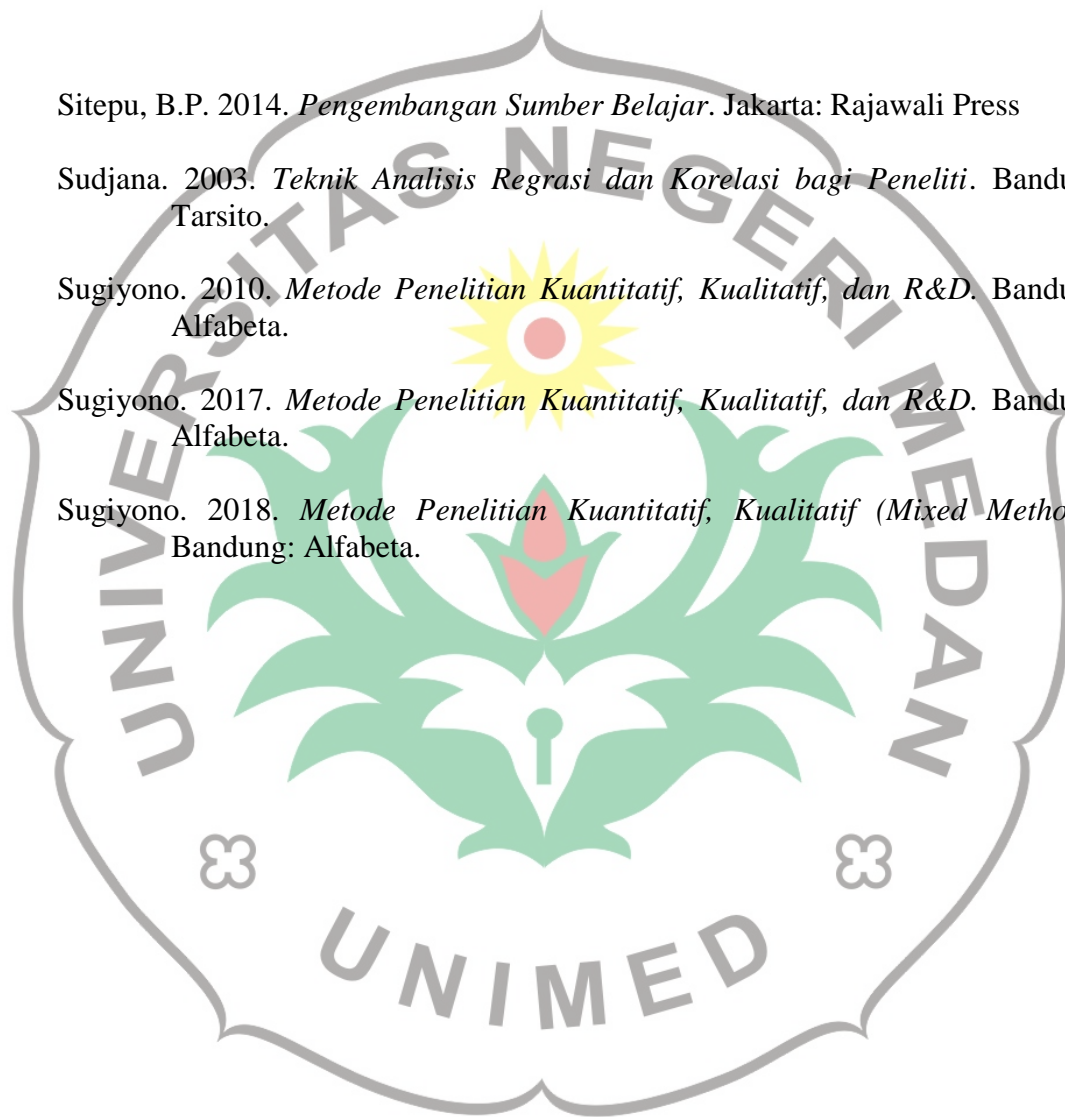 Sitepu, B.P. 2014. Pengembangan Sumber Belajar. Jakarta: Rajawali Press
Sudjana. 2003. Teknik Analisis Regrasi dan Korelasi bagi Peneliti. Bandu
Tarsito.
Sugiyono. 2010. Metode Penelitian Kuantitatif, Kualitatif, dan R&D. Bandu
Alfabeta.
Sugiyono. 2017. Metode Penelitian Kuantitatif, Kualitatif, dan R&D. Bandu
Alfabeta.
Sugiyono. 2018. Metode Penelitian Kuantitatif, Kualitatif (Mixed Metho
Bandung: Alfabeta.
UNIVERSITAS NEGERI MEDAN
UNIMED